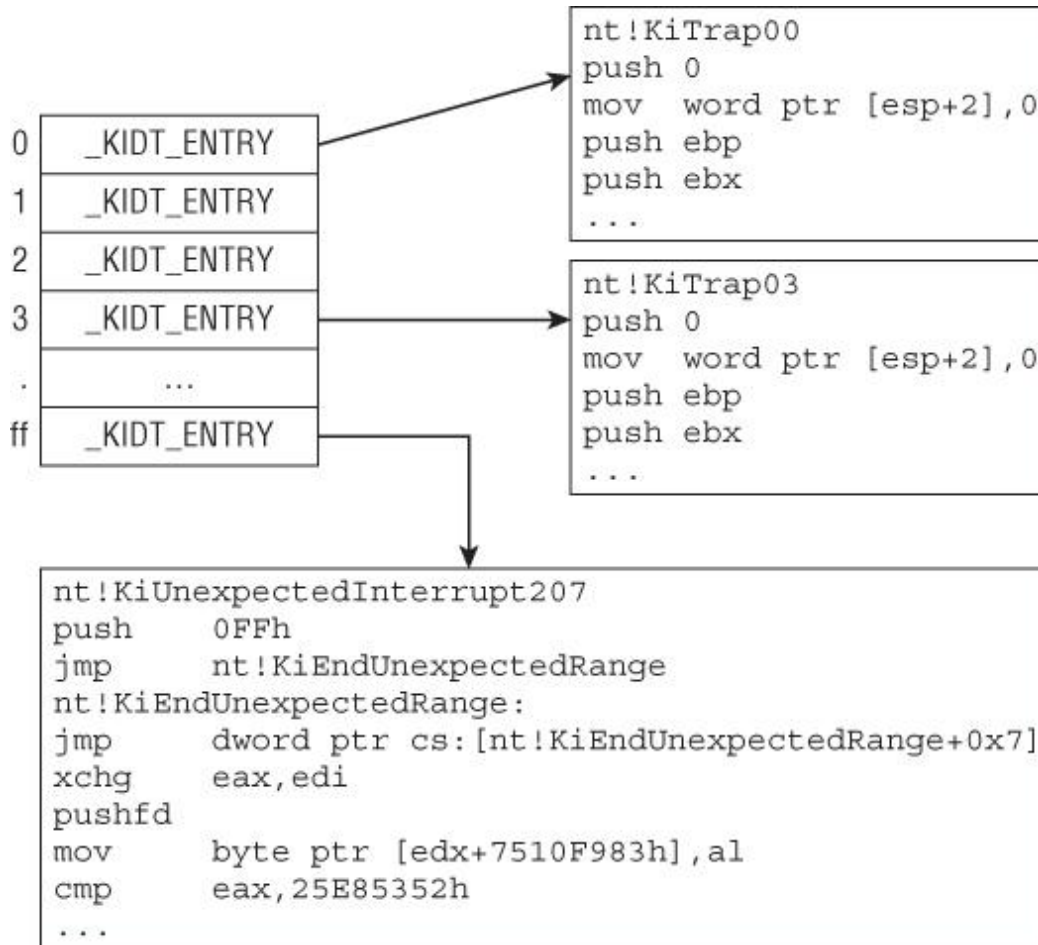 0 _KIDT_ENTRY
1 _KIDT_ENTRY
2 _KIDT_ENTRY
3 _KIDT_ENTRY
. ...
ff _KIDT_ENTRY
nt!KiTrap00
push 0
mov  word ptr [esp+2],0
push ebp
push ebx
...
nt!KiTrap03
push 0
mov  word ptr [esp+2],0
push ebp
push ebx
...
nt!KiUnexpectedInterrupt207
push    0FFh
jmp     nt!KiEndUnexpectedRange
nt!KiEndUnexpectedRange:
jmp     dword ptr cs:[nt!KiEndUnexpectedRange+0x7]
xchg    eax,edi
pushfd
mov     byte ptr [edx+7510F983h],al
cmp     eax,25E85352h
...